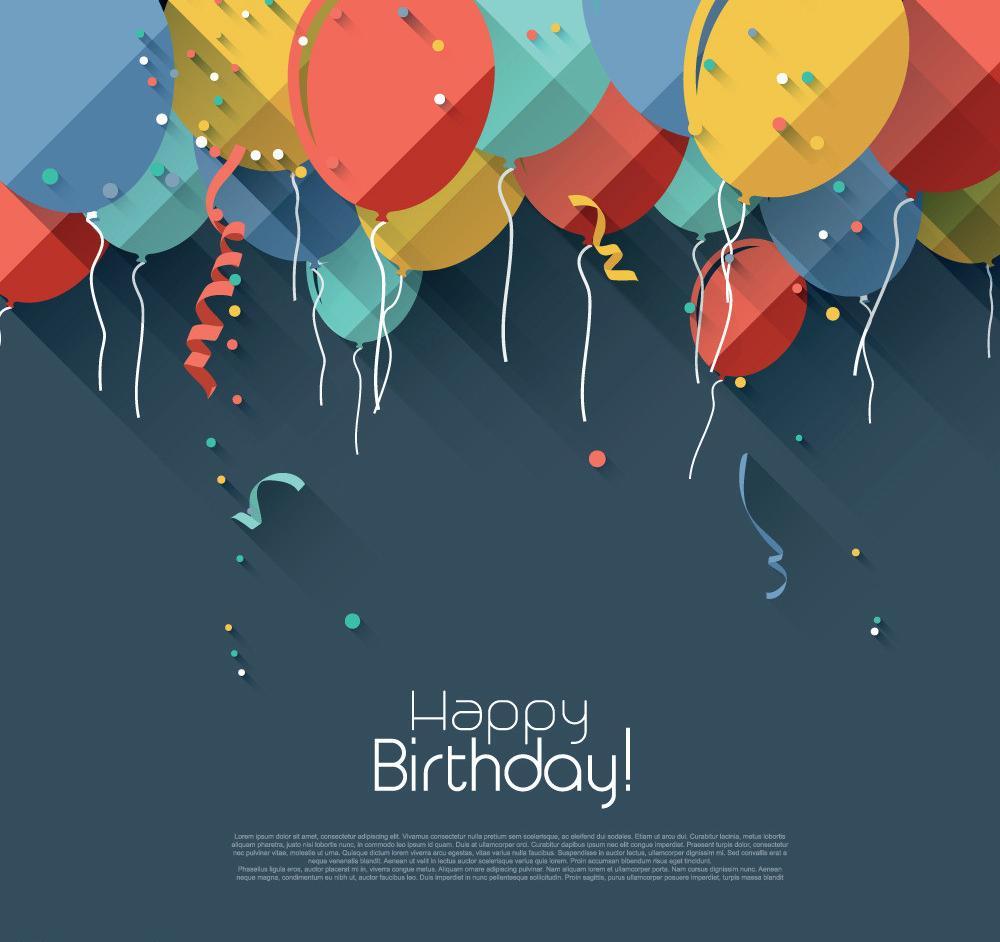 Happy
Birthday!
Lorem ipsum dolor sit amet, consectetur adipiscing elit. Vivamus consectetur nulla pretium sem scelerisque, ac eleifend dui sodales. Etiam ut arcu dui. Curabitur lacinia, metus lobortis
aliquam pharetra, justo nisl lobortis nunc, in commodo leo ipsum id quam. Duis at ullamcorper orci. Curabitur dapibus ipsum nec elit consequat imperdiet. Praesent turpis dolor, consectetur
nec pulvinar vitae, molestie ut urna. Quisque dictum lorem viverra arcu egestas, vitae varius nulla faucibus. Suspendisse auctor lectus, ullamcorper dignissim mi. Sed convallis erat a
neque venenatis blandit. Aenean ut velit in lectus auctor scelerisque varius quis lorem. Proin accumsan bibendum risus eget tincidunt.
Phasellus ligula eros, auctor placerat mi in, viverra congue metus. Aliquam ornare adipiscing pulvinar. Nam aliquam lorem et ullamcorper porta. Nam cursus dignissim nunc. Aenean
neque magna, condimentum eu nibh ut, auctor faucibus leo. Duis imperdiet in nunc pellentesque sollicitudin. Proin sagittis, purus ullamcorper posuere imperdiet, turpis massa blandit